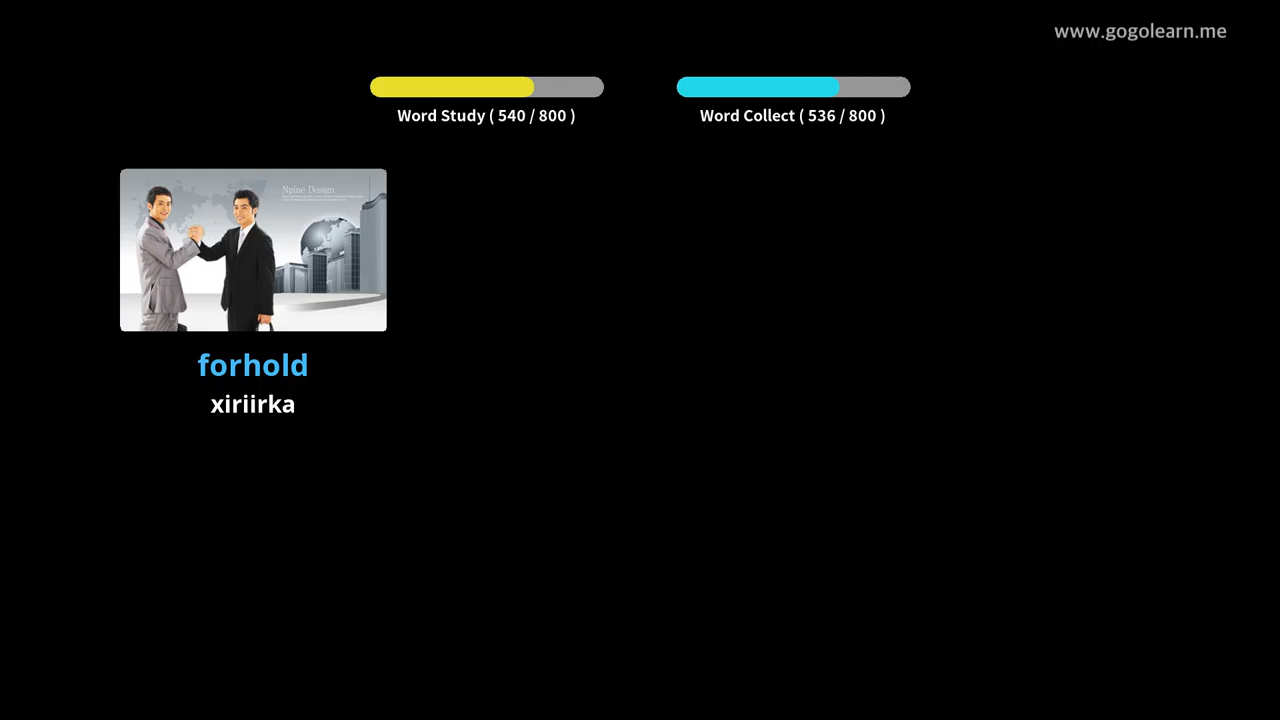 www.gogolearn.me
Word Study ( 540 / 800 )
Word Collect ( 536 / 800 )
Npine Design
forhold
xiriirka